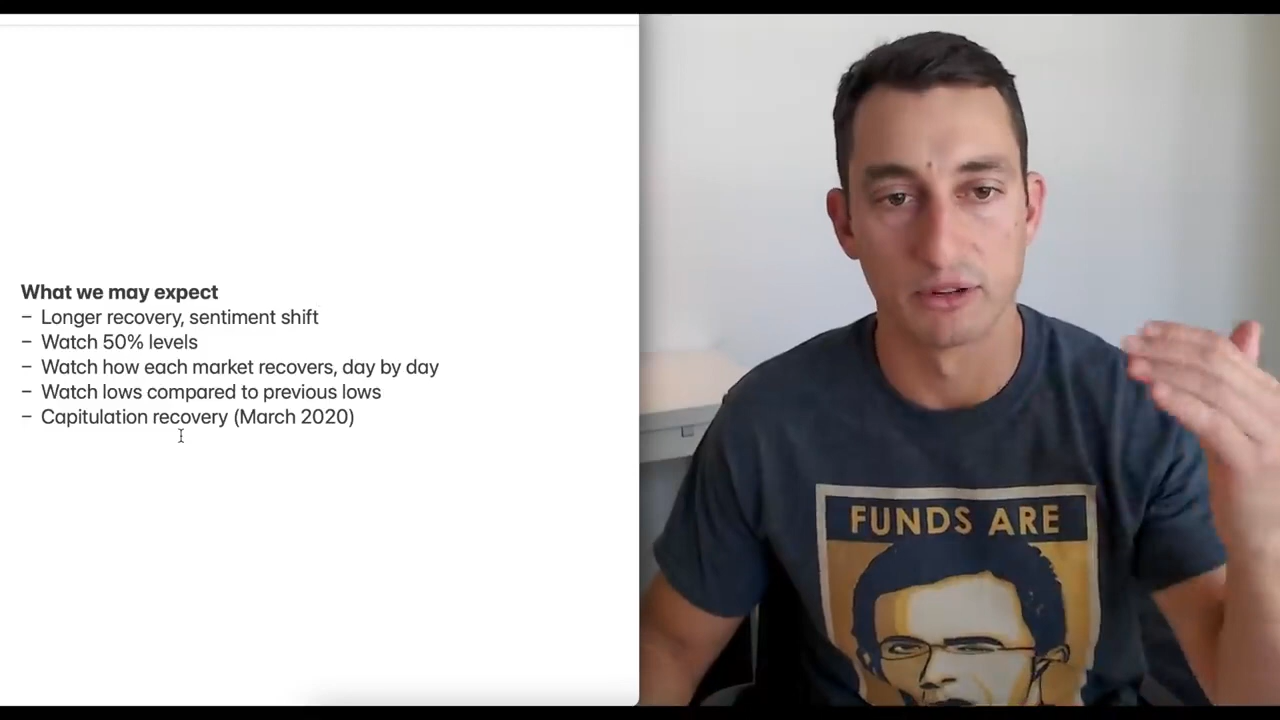 What we may expect
– Longer recovery, sentiment shift
– Watch 50% levels
– Watch how each market recovers, day by day
– Watch lows compared to previous lows
– Capitulation recovery (March 2020)
FUNDS ARE